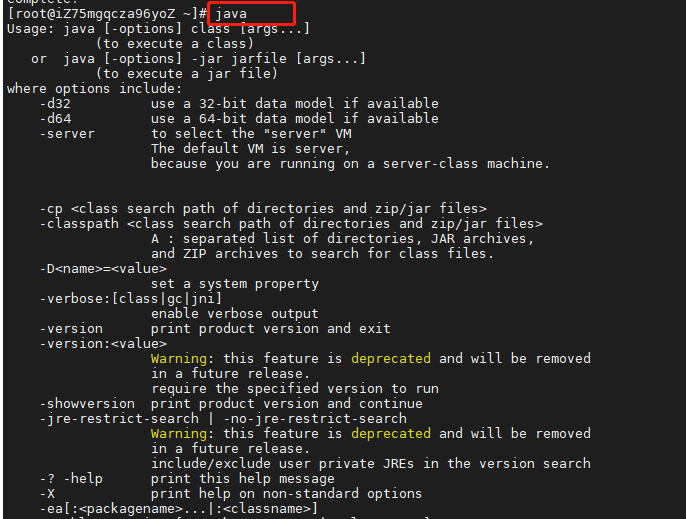 complete.
[root@iZ75mgqcza96yoZ ~]# java
Usage: java [-options] class [args...]
           (to execute a class)
   or  java [-options] -jar jarfile [args...]
           (to execute a jar file)
where options include:
    -d32          use a 32-bit data model if available
    -d64          use a 64-bit data model if available
    -server       to select the "server" VM
                  The default VM is server,
                  because you are running on a server-class machine.
    -cp <class search path of directories and zip/jar files>
    -classpath <class search path of directories and zip/jar files>
                  A : separated list of directories, JAR archives,
                  and ZIP archives to search for class files.
    -D<name>=<value>
                  set a system property
    -verbose:[class|gc|jni]
                  enable verbose output
    -version      print product version and exit
    -version:<value>
                  Warning: this feature is deprecated and will be removed
                  in a future release.
                  require the specified version to run
    -showversion  print product version and continue
    -jre-restrict-search | -no-jre-restrict-search
                  Warning: this feature is deprecated and will be removed
                  in a future release.
                  include/exclude user private JREs in the version search
    -? -help      print this help message
    -X            print help on non-standard options
    -ea[:<packagename>...|:<classname>]